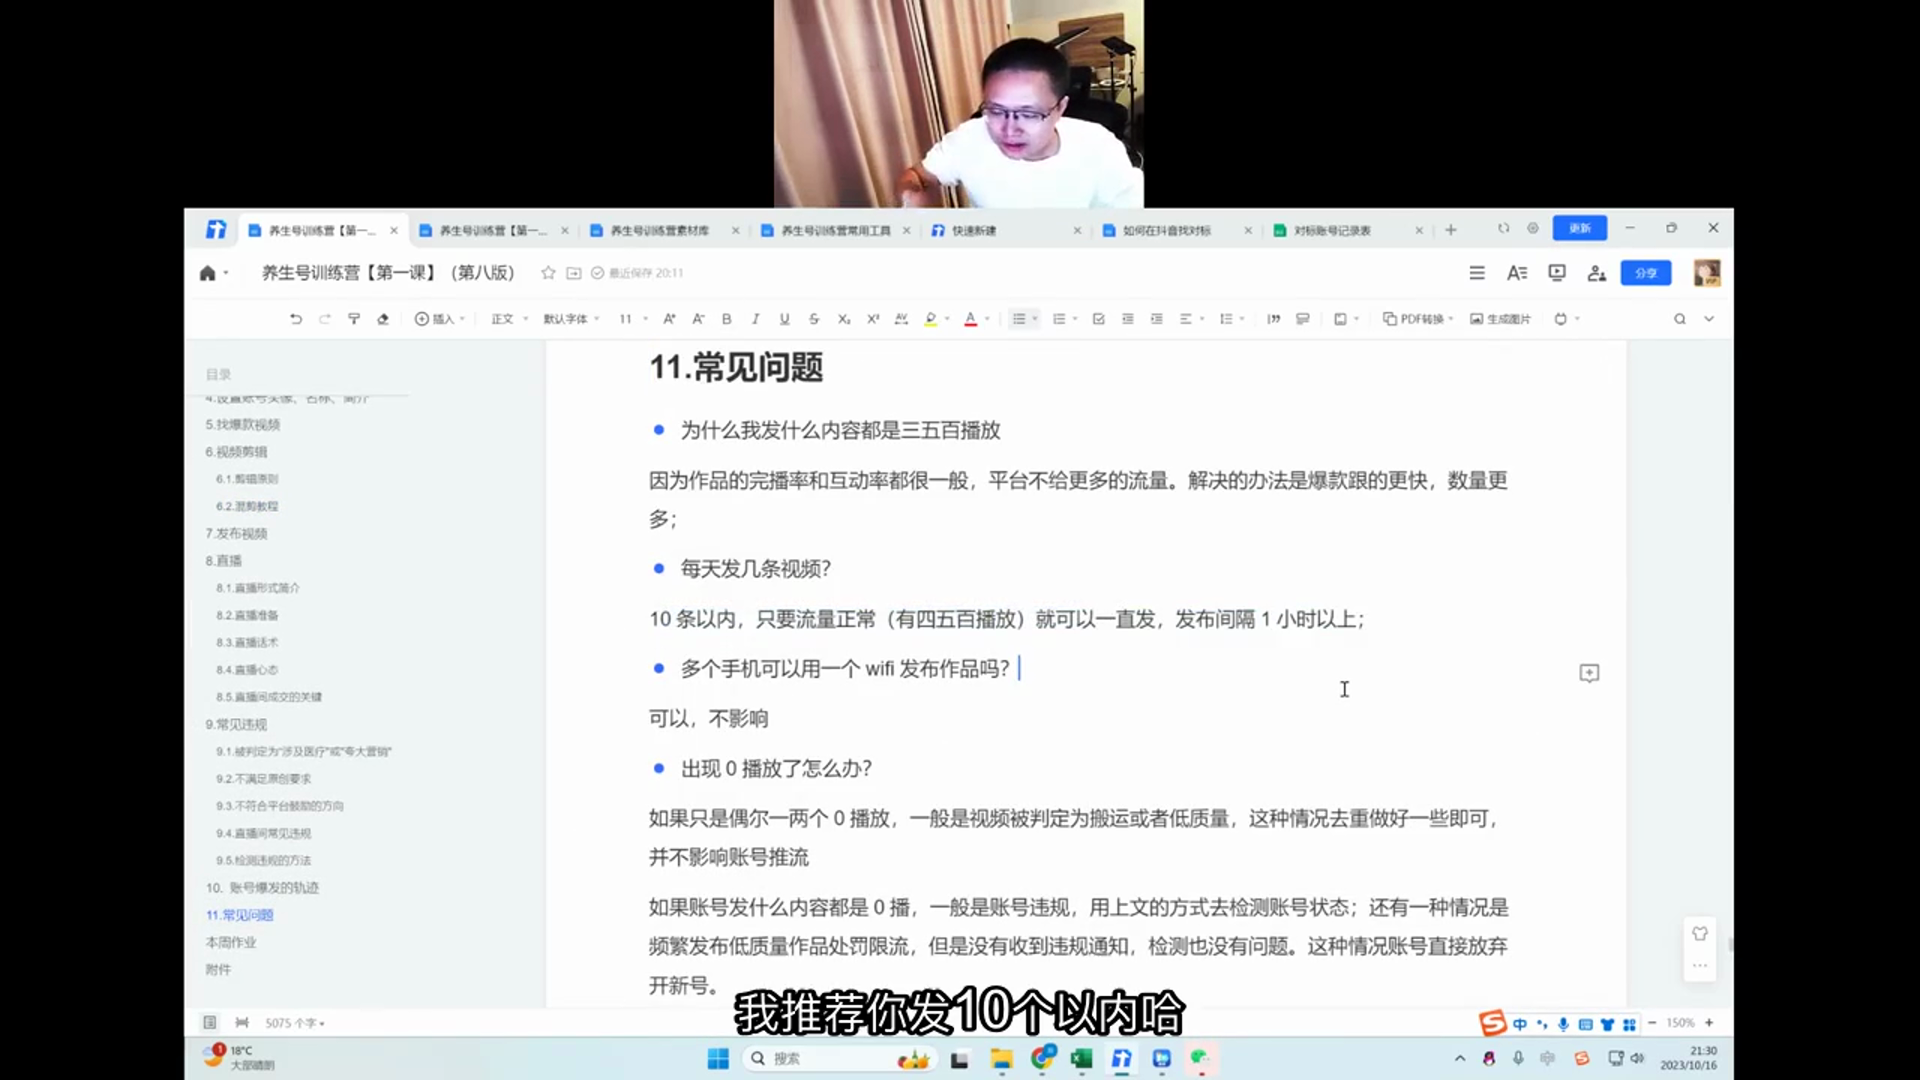 养生号训练营【第一...
养生号训练营【第一...
养生号训练营素材库
养生号训练营常用工具
快速新建
如何在抖音找对标
对标账号记录表
更新
养生号训练营【第一课】（第八版）
最近保存 20:11
分享
插入
正文
默认字体
11
PDF转换
生成图片
目录
4.设置账号头像、名称、简介
5.找爆款视频
6.视频剪辑
6.1.剪辑原则
6.2.混剪教程
7.发布视频
8.直播
8.1.直播形式简介
8.2.直播准备
8.3.直播话术
8.4.直播心态
8.5.直播间成交的关键
9.常见违规
9.1.被判定为“涉及医疗”或“夸大营销”
9.2.不满足原创要求
9.3.不符合平台鼓励的方向
9.4.直播间常见违规
9.5.检测违规的方法
10. 账号爆发的轨迹
11.常见问题
本周作业
附件
11.常见问题
为什么我发什么内容都是三五百播放
因为作品的完播率和互动率都很一般，平台不给更多的流量。解决的办法是爆款跟的更快，数量更
多；
每天发几条视频？
10 条以内，只要流量正常（有四五百播放）就可以一直发，发布间隔 1 小时以上；
多个手机可以用一个 wifi 发布作品吗？
可以，不影响
出现 0 播放了怎么办？
如果只是偶尔一两个 0 播放，一般是视频被判定为搬运或者低质量，这种情况去重做好一些即可，
并不影响账号推流
如果账号发什么内容都是 0 播，一般是账号违规，用上文的方式去检测账号状态；还有一种情况是
频繁发布低质量作品处罚限流，但是没有收到违规通知，检测也没有问题。这种情况账号直接放弃
开新号。
我推荐你发10个以内哈
5075 个字
中
150%
1
18°C
大部晴朗
搜索
21:30
2023/10/16